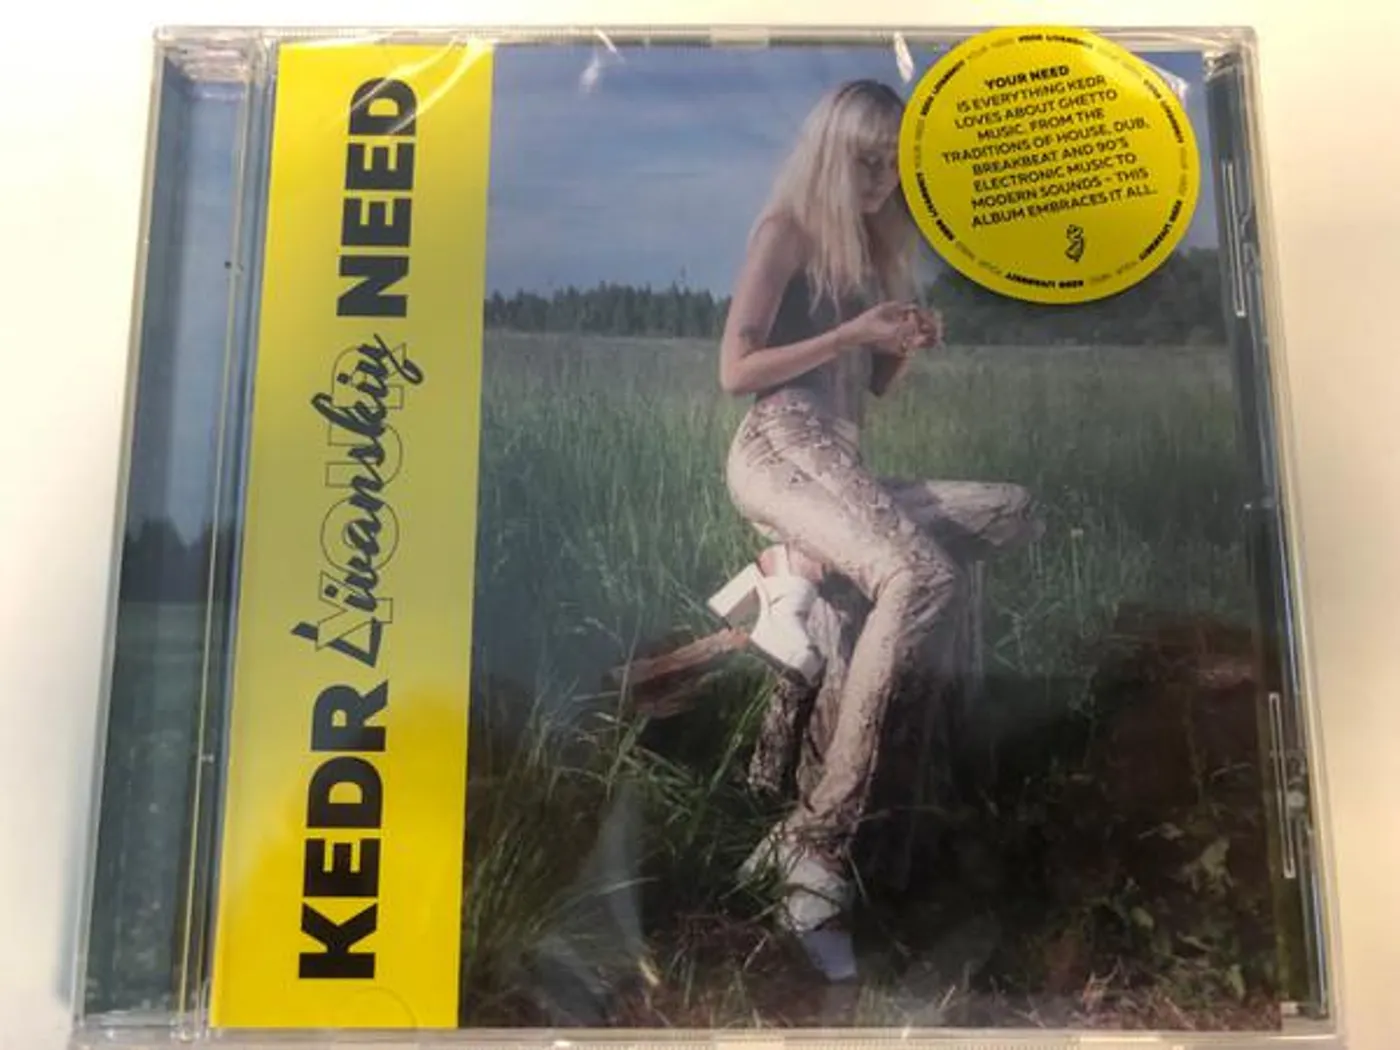 KEDR Livanskiy
YOUR NEED
YOUR NEED
IS EVERYTHING KEDR
LOVES ABOUT GHETTO
MUSIC. FROM THE
TRADITIONS OF HOUSE, DUB,
BREAKBEAT AND 90'S
ELECTRONIC MUSIC TO
MODERN SOUNDS – THIS
ALBUM EMBRACES IT ALL.